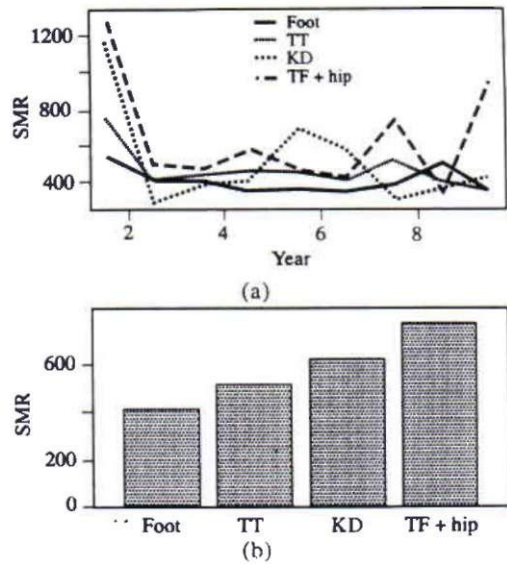 1200
800
400
SMR
Foot
TT
KD
TF + hip
2 4 6 8
Year
(a)
600
200
0
SMR
Foot TT KD TF + hip
(b)